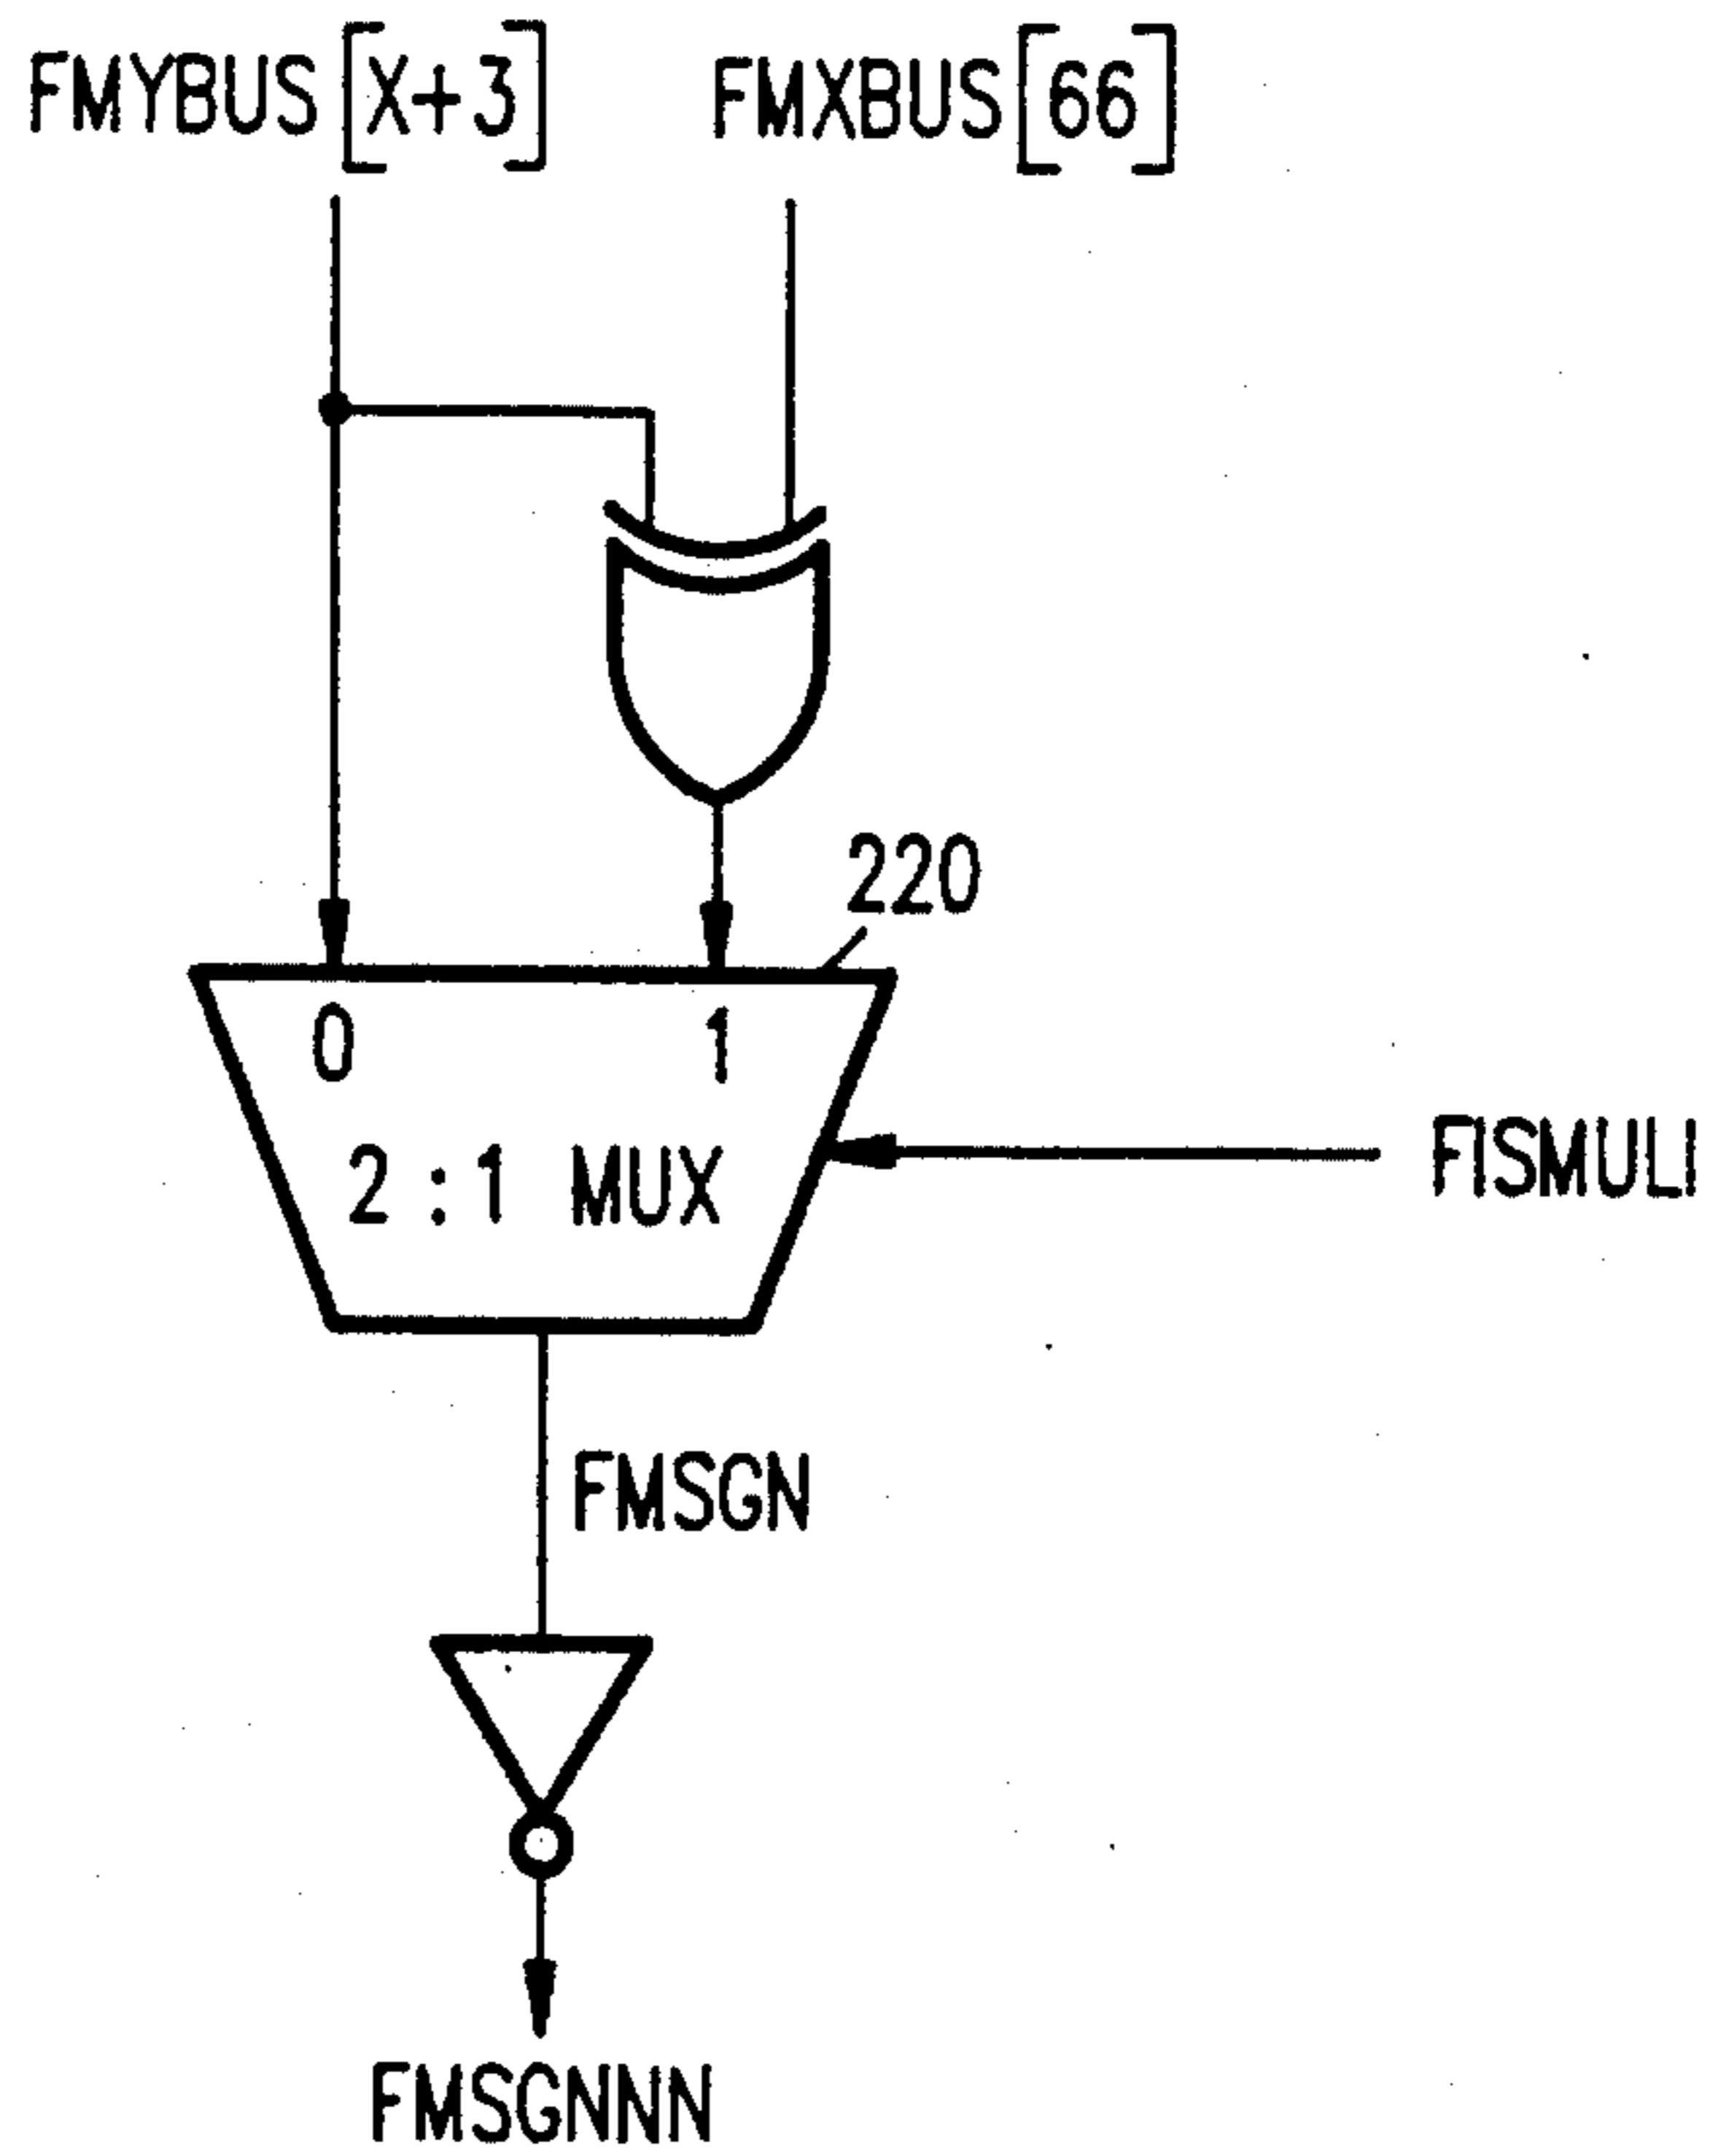 FMYBUS[X+3]
FMXBUS[66]
220
0
1
2:1 MUX
FISMULI
FMSGN
FMSGNNN